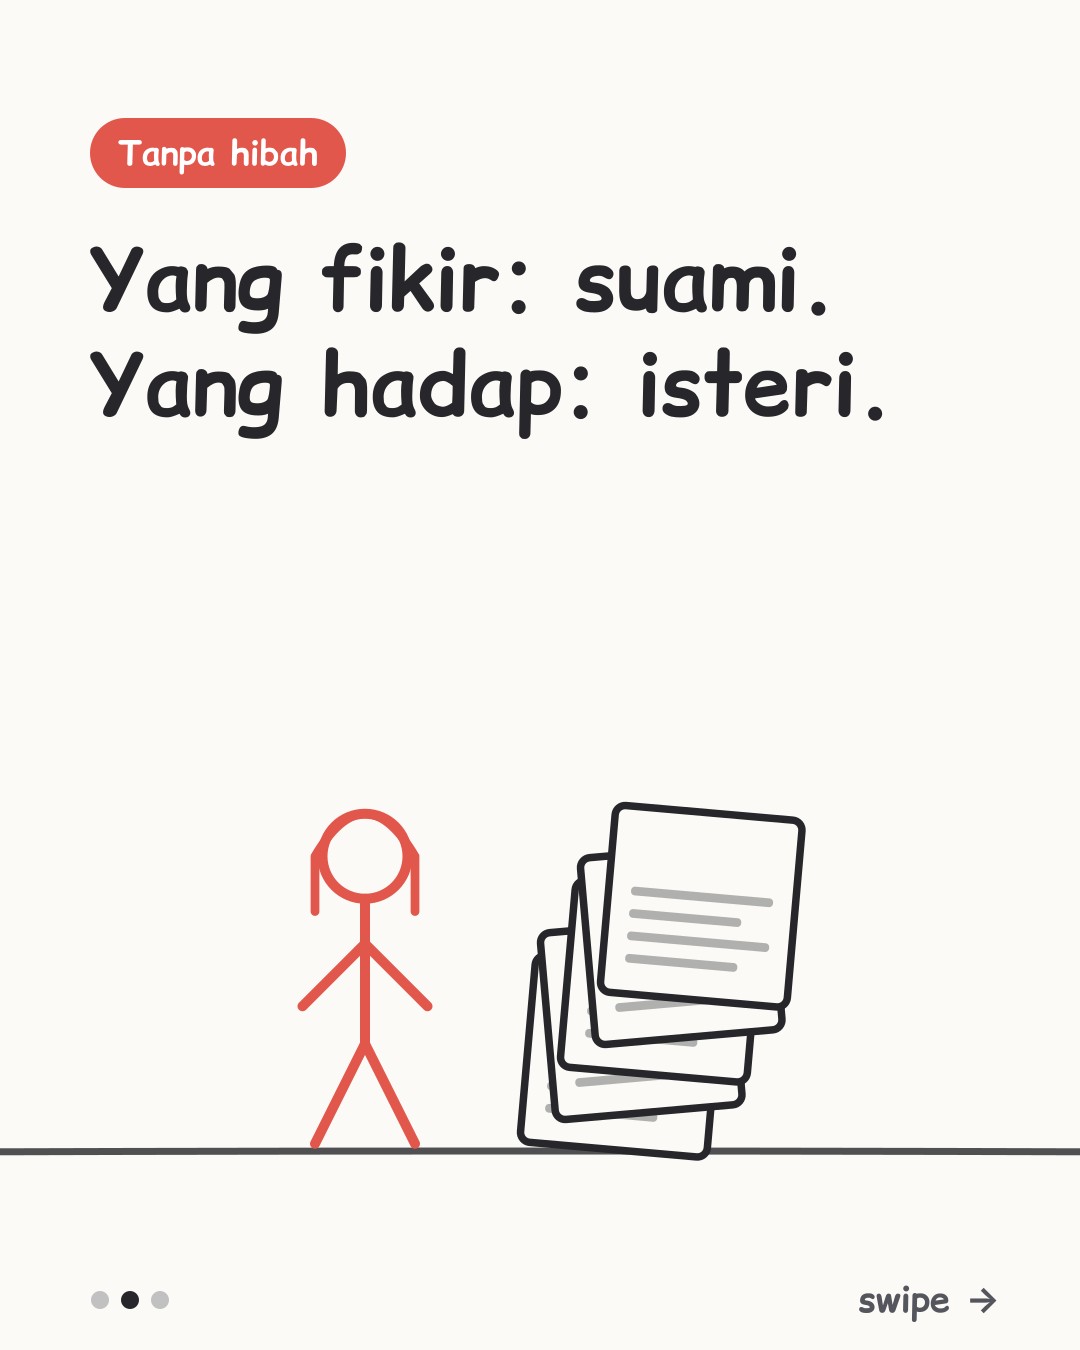 Tanpa hibah
Yang fikir: suami.
Yang hadap: isteri.
swipe →